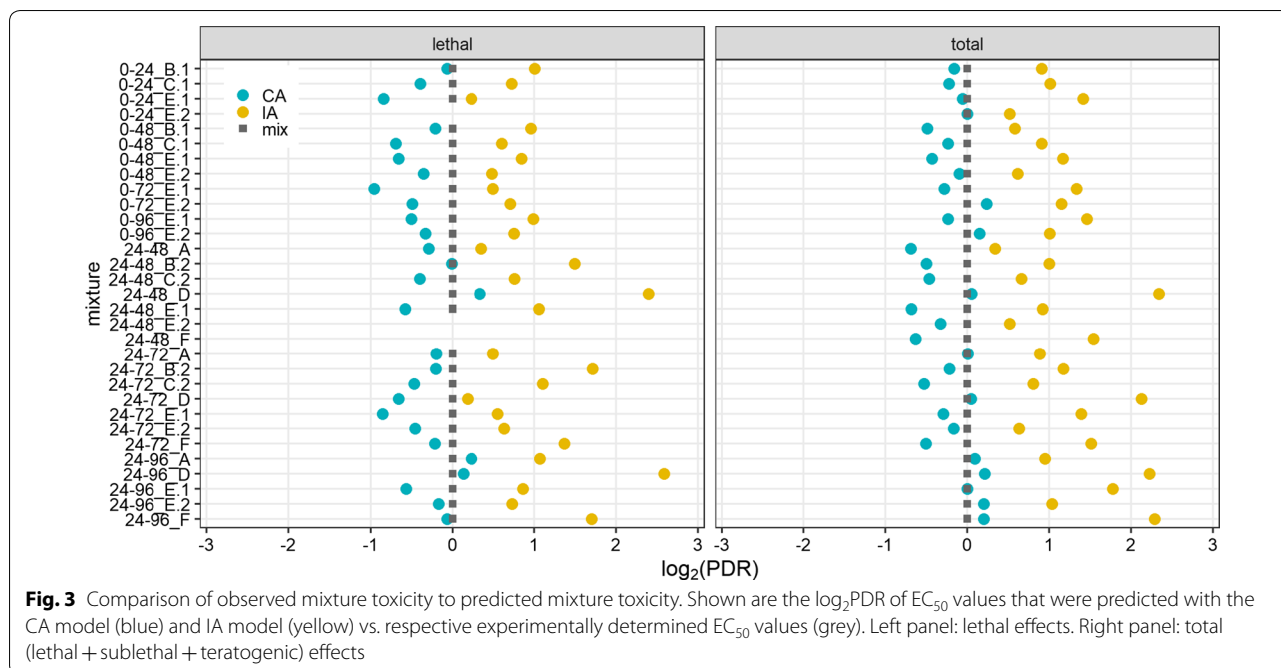 lethal
total
mixture
0-24_B.1
0-24_C.1
0-24_E.1
0-24_E.2
0-48_B.1
0-48_C.1
0-48_E.1
0-48_E.2
0-72_E.1
0-72_E.2
0-96_E.1
0-96_E.2
24-48_A
24-48_B.2
24-48_C.2
24-48_D
24-48_E.1
24-48_E.2
24-48_F
24-72_A
24-72_B.2
24-72_C.2
24-72_D
24-72_E.1
24-72_E.2
24-72_F
24-96_A
24-96_D
24-96_E.1
24-96_E.2
24-96_F
CA
IA
mix
-3 -2 -1 0 1 2 3
-3 -2 -1 0 1 2 3
log₂(PDR)
Fig. 3 Comparison of observed mixture toxicity to predicted mixture toxicity. Shown are the log₂PDR of EC₅₀ values that were predicted with the
CA model (blue) and IA model (yellow) vs. respective experimentally determined EC₅₀ values (grey). Left panel: lethal effects. Right panel: total
(lethal + sublethal + teratogenic) effects